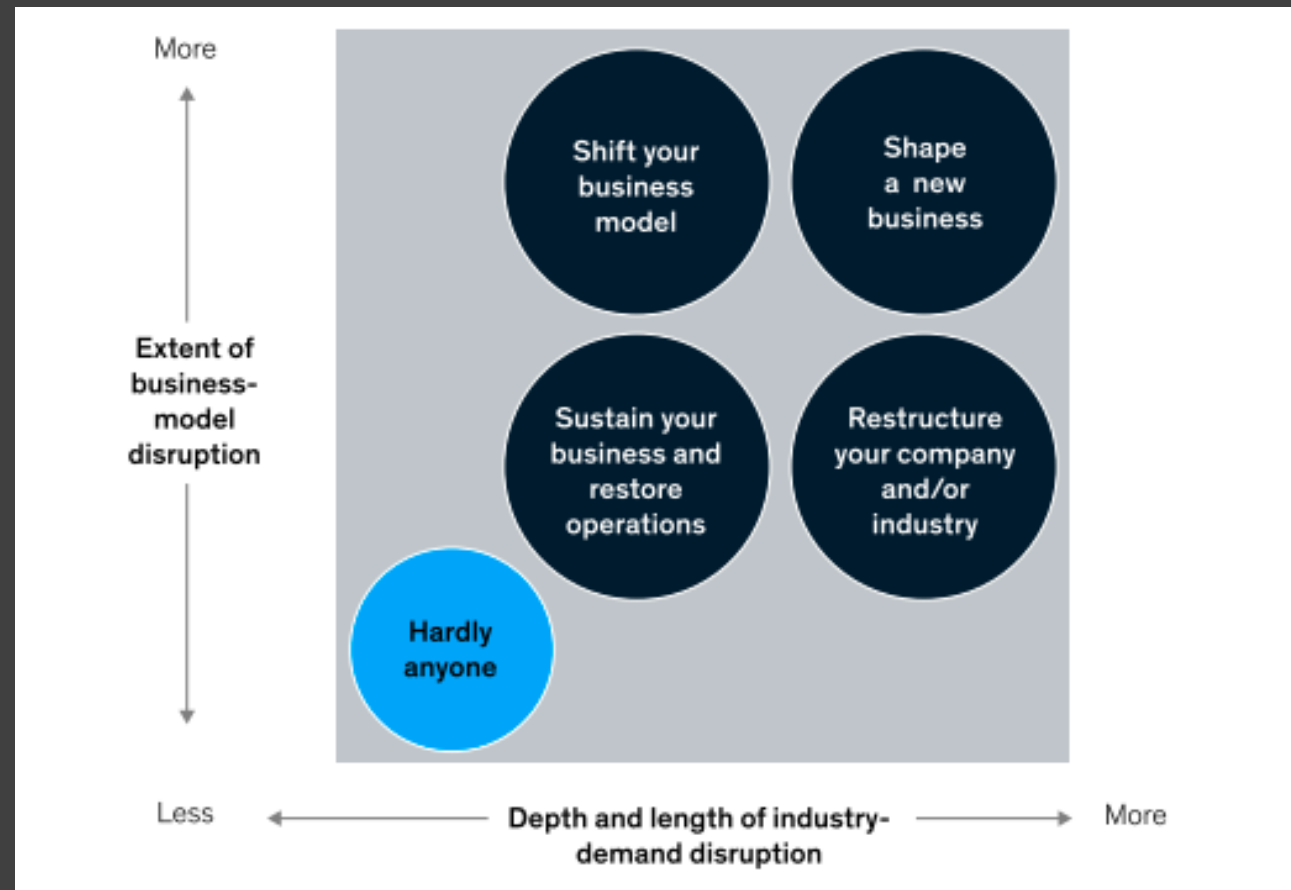 More
Shift your
business
model
Shape
a new
business
Extent of
business-
model
disruption
Sustain your
business and
restore
operations
Restructure
your company
and/or
industry
Hardly
anyone
Less
Depth and length of industry-
demand disruption
More